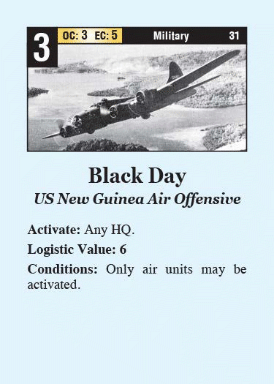 3 OC: 3 EC: 5 Military 31
Black Day
US New Guinea Air Offensive
Activate: Any HQ.
Logistic Value: 6
Conditions: Only air units may be
activated.